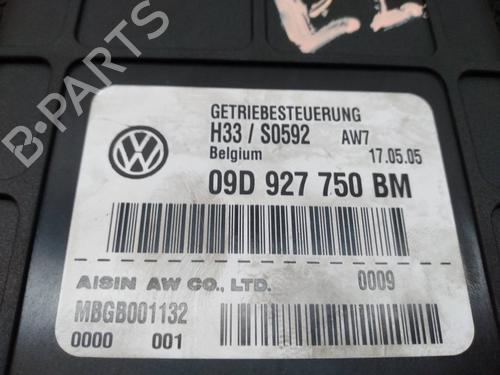 B-PARTS
GETRIEBESTEUERUNG
H33 / S0592 AW7
Belgium 17.05.05
09D 927 750 BM
AISIN AW CO., LTD. 0009
MBGB001132
0000 001